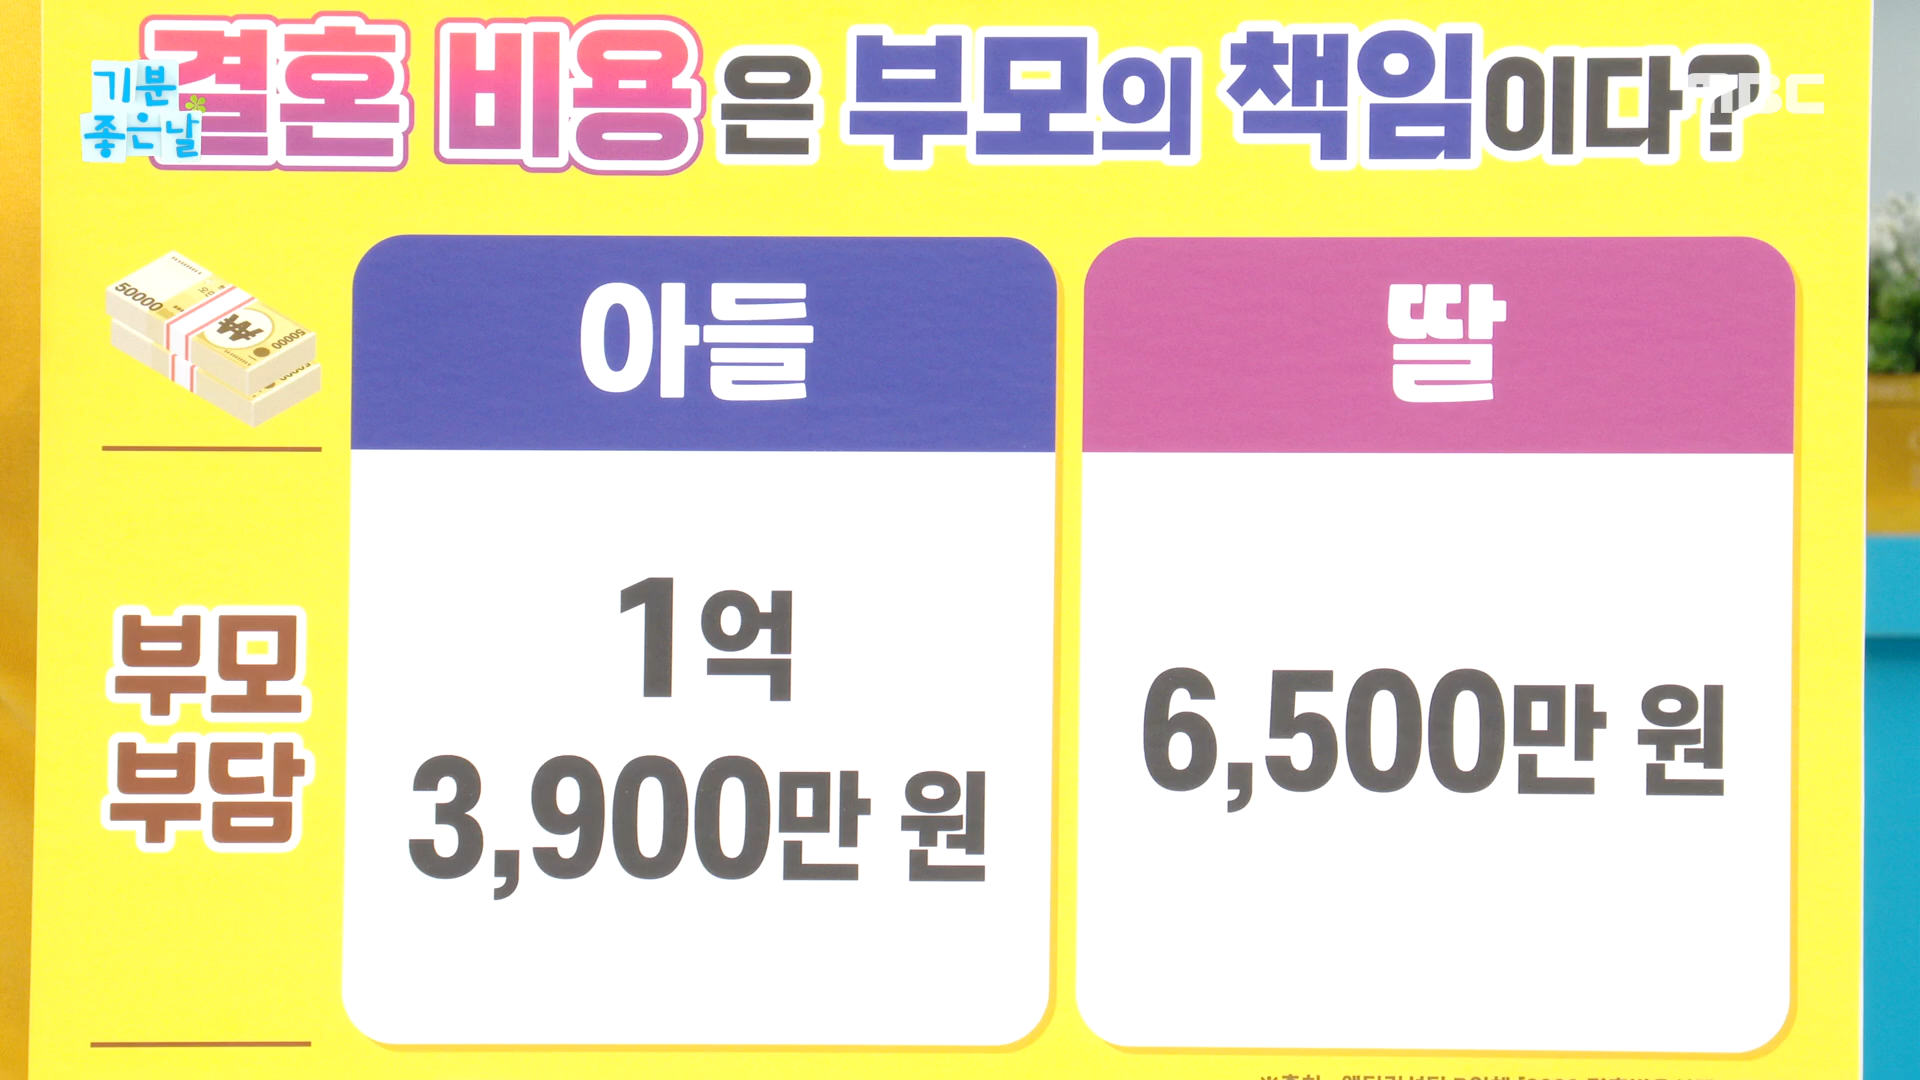 결혼 비용은 부모의 책임이다?
기분
좋은날
MBC
50000
50000
아들
딸
부모
부담
1억
3,900만 원
6,500만 원